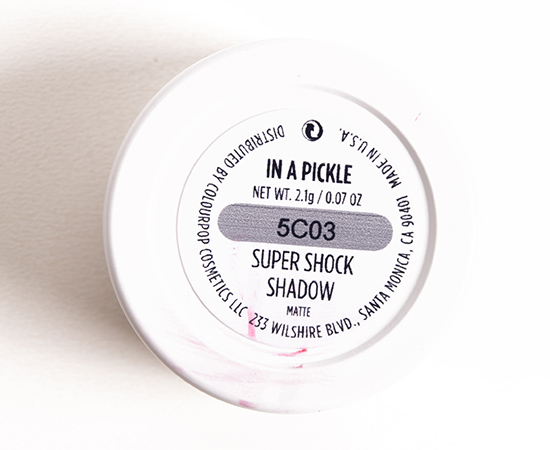 IN A PICKLE
NET WT. 2.1g / 0.07 OZ
5C03
SUPER SHOCK
SHADOW
MATTE
DISTRIBUTED BY COLOURPOP COSMETICS LLC 233 WILSHIRE BLVD., SANTA MONICA, CA 90401 MADE IN U.S.A.